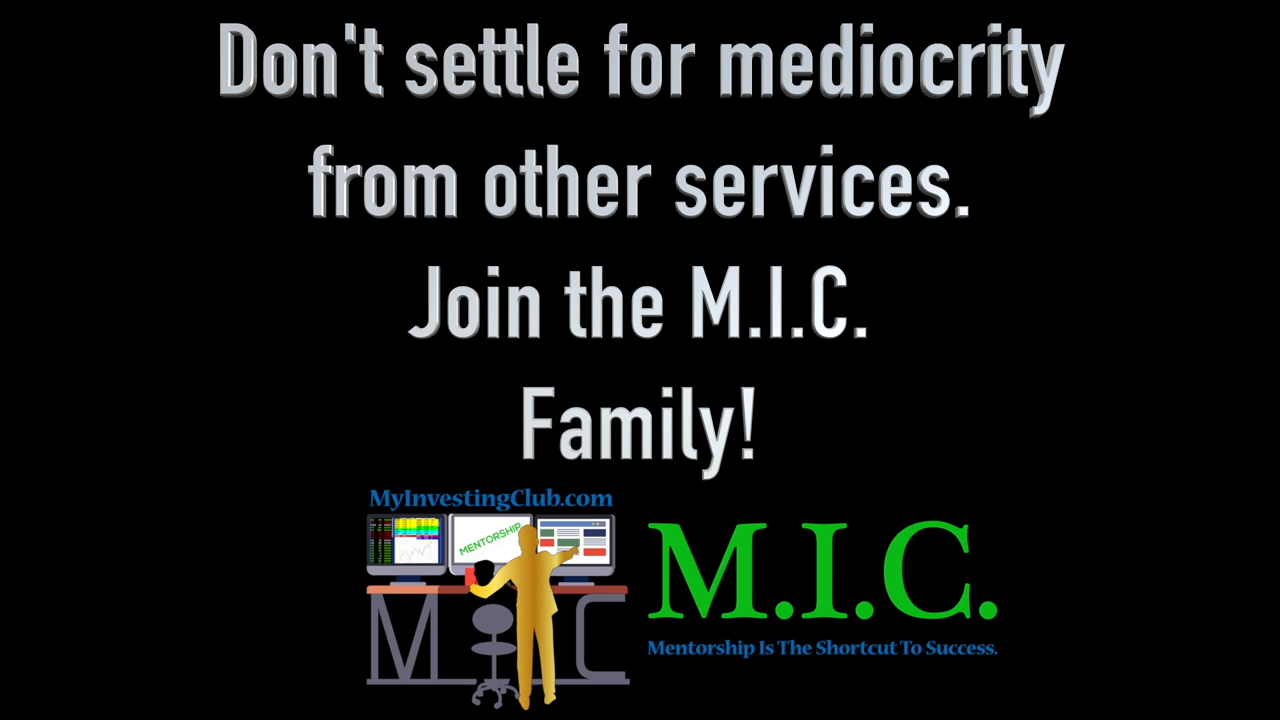 Don't settle for mediocrity
from other services.
Join the M.I.C.
Family!
MyInvestingClub.com
MENTORSHIP
M.I.C.
MIC
Mentorship Is The Shortcut To Success.